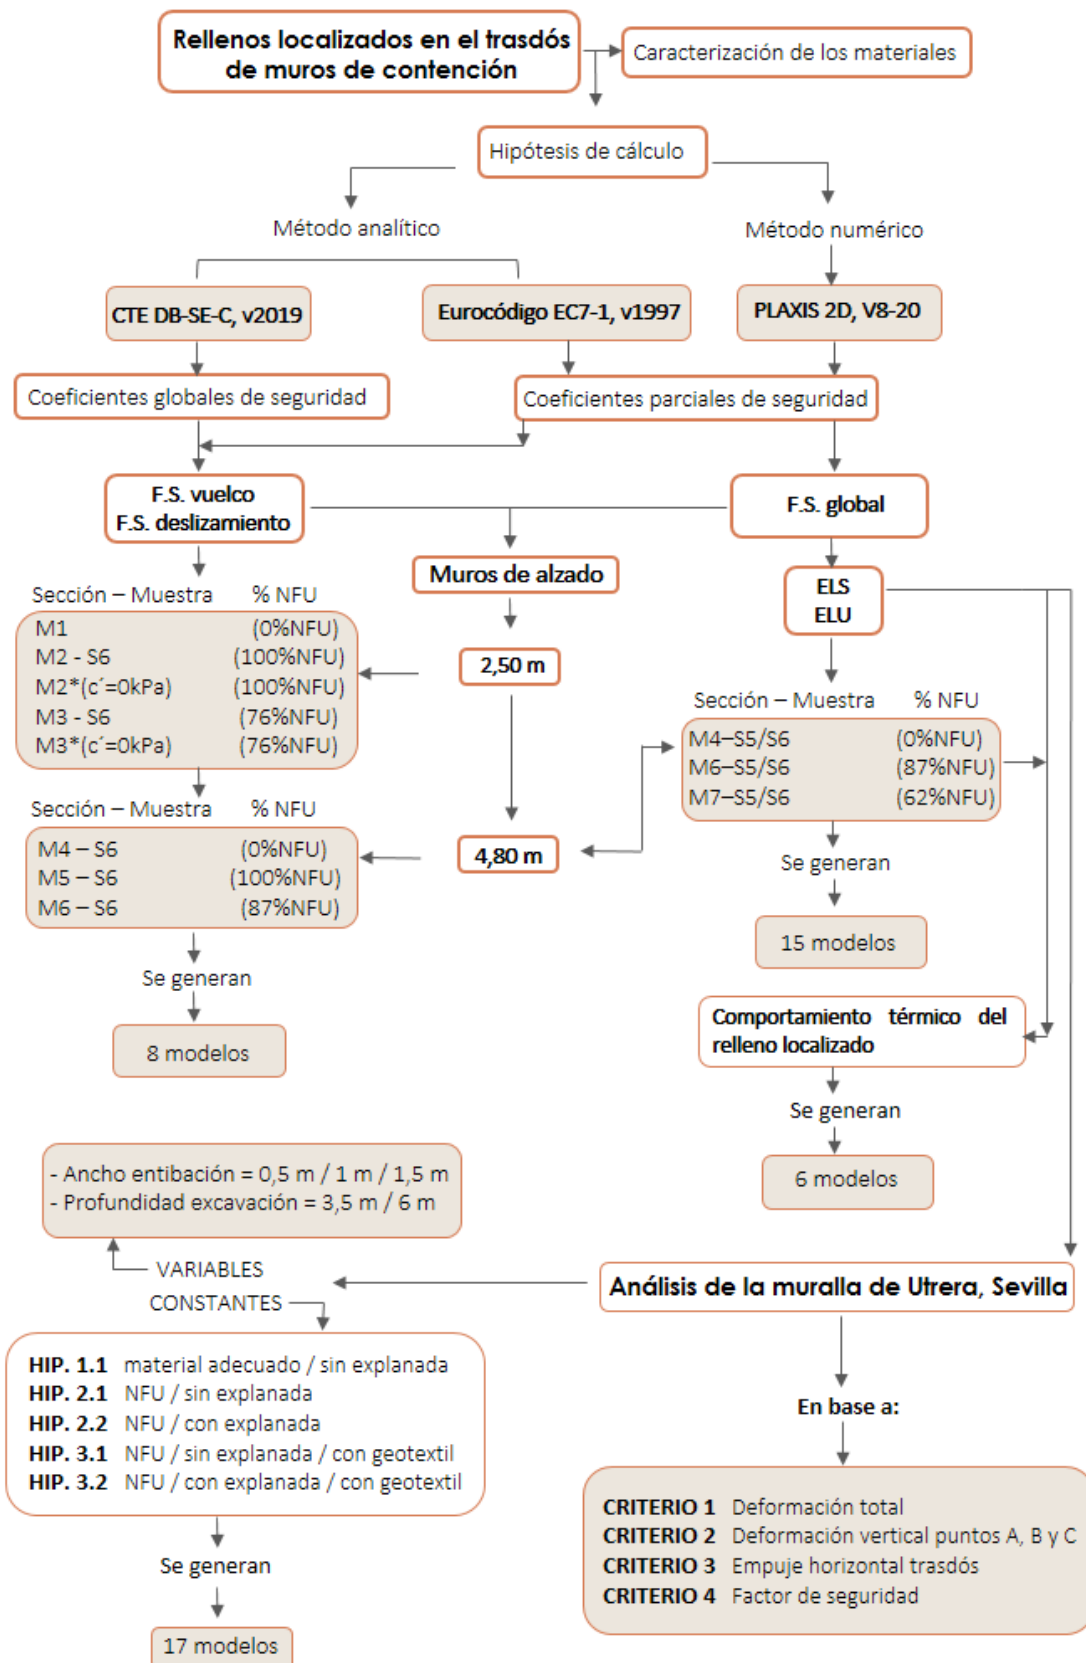 Rellenos localizados en el trasdós
de muros de contención
Caracterización de los materiales
Hipótesis de cálculo
Método analítico
Método numérico
CTE DB-SE-C, v2019
Eurocódigo EC7-1, v1997
PLAXIS 2D, V8-20
Coeficientes globales de seguridad
Coeficientes parciales de seguridad
F.S. vuelco
F.S. deslizamiento
F.S. global
Muros de alzado
ELS
ELU
Sección – Muestra % NFU
M1 (0%NFU)
M2 - S6 (100%NFU)
M2*(c´=0kPa) (100%NFU)
M3 - S6 (76%NFU)
M3*(c´=0kPa) (76%NFU)
2,50 m
Sección – Muestra % NFU
M4–S5/S6 (0%NFU)
M6–S5/S6 (87%NFU)
M7–S5/S6 (62%NFU)
Sección – Muestra % NFU
M4 – S6 (0%NFU)
M5 – S6 (100%NFU)
M6 – S6 (87%NFU)
4,80 m
Se generan
15 modelos
Se generan
8 modelos
Comportamiento térmico del
relleno localizado
Se generan
6 modelos
- Ancho entibación = 0,5 m / 1 m / 1,5 m
- Profundidad excavación = 3,5 m / 6 m
VARIABLES
CONSTANTES
Análisis de la muralla de Utrera, Sevilla
HIP. 1.1 material adecuado / sin explanada
HIP. 2.1 NFU / sin explanada
HIP. 2.2 NFU / con explanada
HIP. 3.1 NFU / sin explanada / con geotextil
HIP. 3.2 NFU / con explanada / con geotextil
En base a:
CRITERIO 1 Deformación total
CRITERIO 2 Deformación vertical puntos A, B y C
CRITERIO 3 Empuje horizontal trasdós
CRITERIO 4 Factor de seguridad
Se generan
17 modelos